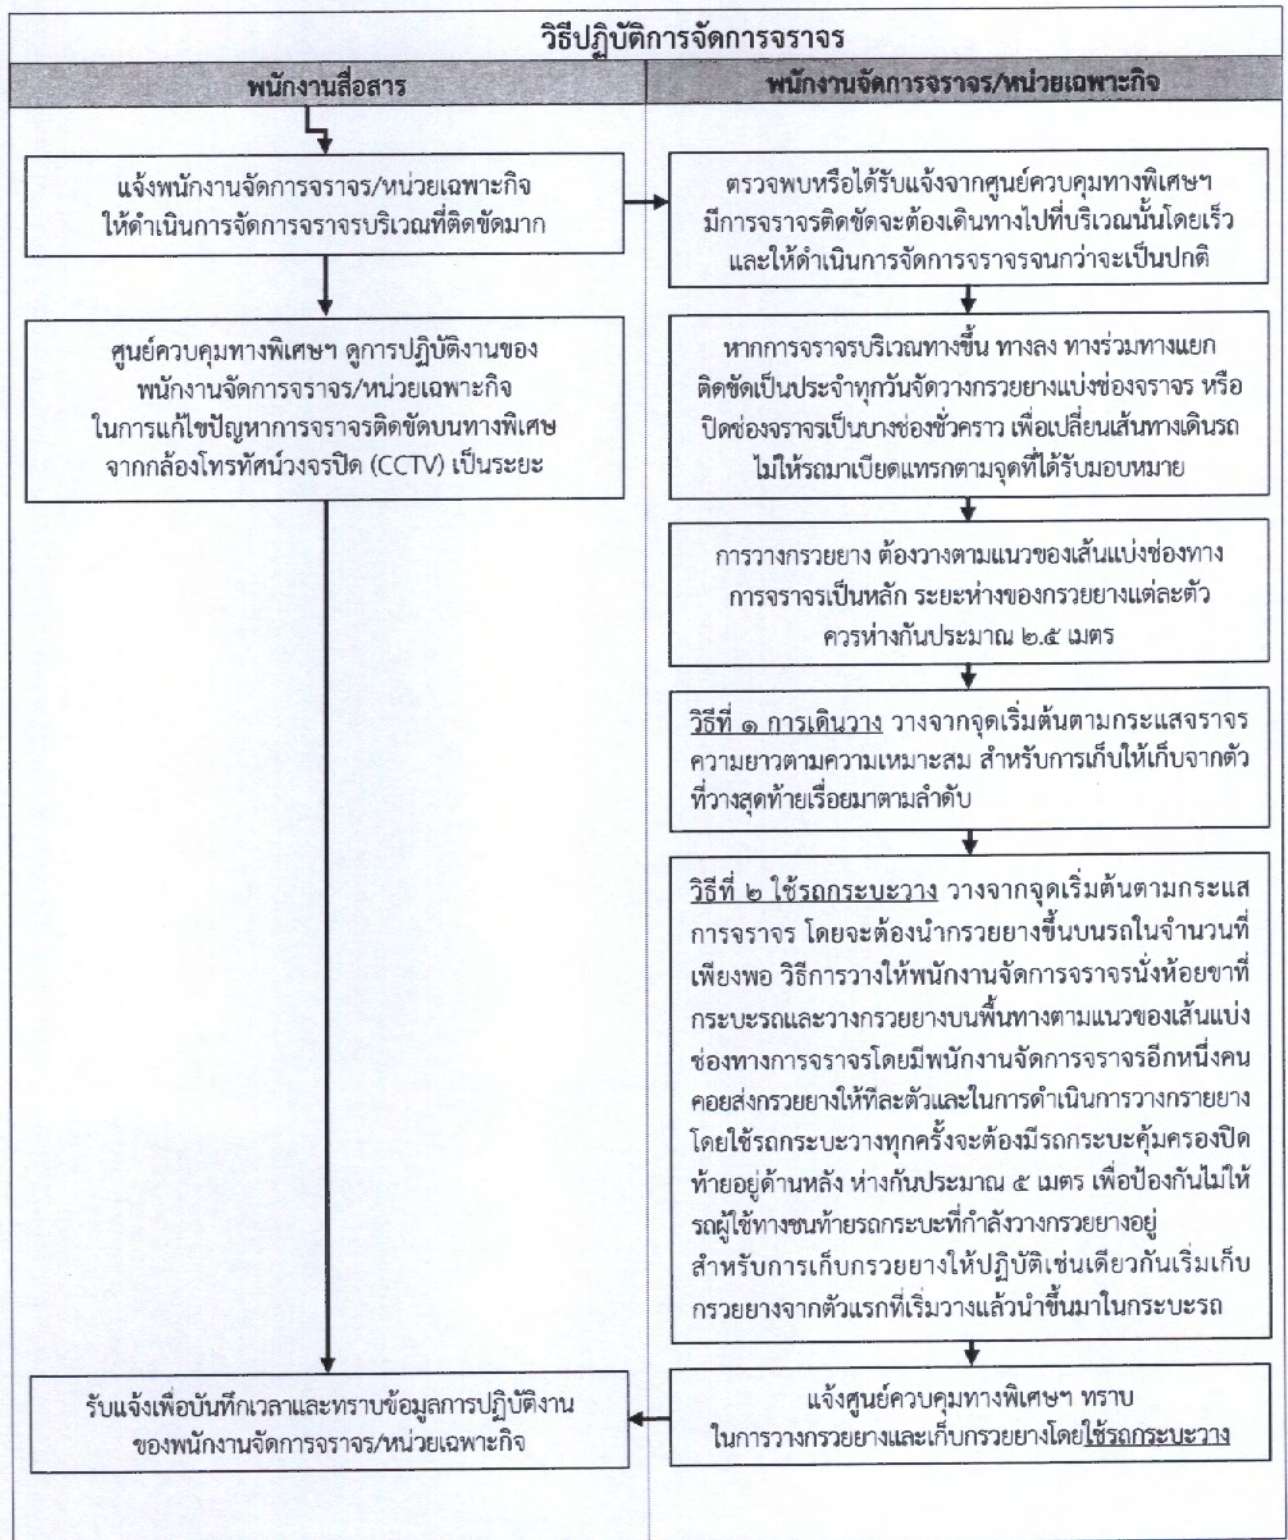 วิธีปฏิบัติการจัดการจราจร
พนักงานสื่อสาร
พนักงานจัดการจราจร/หน่วยเฉพาะกิจ
แจ้งพนักงานจัดการจราจร/หน่วยเฉพาะกิจ
ให้ดำเนินการจัดการจราจรบริเวณที่ติดขัดมาก
ตรวจพบหรือได้รับแจ้งจากศูนย์ควบคุมทางพิเศษฯ
มีการจราจรติดขัดจะต้องเดินทางไปที่บริเวณนั้นโดยเร็ว
และให้ดำเนินการจัดการจราจรจนกว่าจะเป็นปกติ
ศูนย์ควบคุมทางพิเศษฯ ดูการปฏิบัติงานของ
พนักงานจัดการจราจร/หน่วยเฉพาะกิจ
ในการแก้ไขปัญหาการจราจรติดขัดบนทางพิเศษ
จากกล้องโทรทัศน์วงจรปิด (CCTV) เป็นระยะ
หากการจราจรบริเวณทางขึ้น ทางลง ทางร่วมทางแยก
ติดขัดเป็นประจำทุกวันจัดวางกรวยยางแบ่งช่องจราจร หรือ
ปิดช่องจราจรเป็นบางช่องชั่วคราว เพื่อเปลี่ยนเส้นทางเดินรถ
ไม่ให้รถมาเบียดแทรกตามจุดที่ได้รับมอบหมาย
การวางกรวยยาง ต้องวางตามแนวของเส้นแบ่งช่องทาง
การจราจรเป็นหลัก ระยะห่างของกรวยยางแต่ละตัว
ควรห่างกันประมาณ ๒.๕ เมตร
วิธีที่ ๑ การเดินวาง วางจากจุดเริ่มต้นตามกระแสจราจร
ความยาวตามความเหมาะสม สำหรับการเก็บให้เก็บจากตัว
ที่วางสุดท้ายเรื่อยมาตามลำดับ
วิธีที่ ๒ ใช้รถกระบะวาง วางจากจุดเริ่มต้นตามกระแส
การจราจร โดยจะต้องนำกรวยยางขึ้นบนรถในจำนวนที่
เพียงพอ วิธีการวางให้พนักงานจัดการจราจรนั่งห้อยขาที่
กระบะรถและวางกรวยยางบนพื้นทางตามแนวของเส้นแบ่ง
ช่องทางการจราจรโดยมีพนักงานจัดการจราจรอีกหนึ่งคน
คอยส่งกรวยยางให้ทีละตัวและในการดำเนินการวางกรายยาง
โดยใช้รถกระบะวางทุกครั้งจะต้องมีรถกระบะคุ้มครองปิด
ท้ายอยู่ด้านหลัง ห่างกันประมาณ ๕ เมตร เพื่อป้องกันไม่ให้
รถผู้ใช้ทางชนท้ายรถกระบะที่กำลังวางกรวยยางอยู่
สำหรับการเก็บกรวยยางให้ปฏิบัติเช่นเดียวกันเริ่มเก็บ
กรวยยางจากตัวแรกที่เริ่มวางแล้วนำขึ้นมาในกระบะรถ
รับแจ้งเพื่อบันทึกเวลาและทราบข้อมูลการปฏิบัติงาน
ของพนักงานจัดการจราจร/หน่วยเฉพาะกิจ
แจ้งศูนย์ควบคุมทางพิเศษฯ ทราบ
ในการวางกรวยยางและเก็บกรวยยางโดยใช้รถกระบะวาง